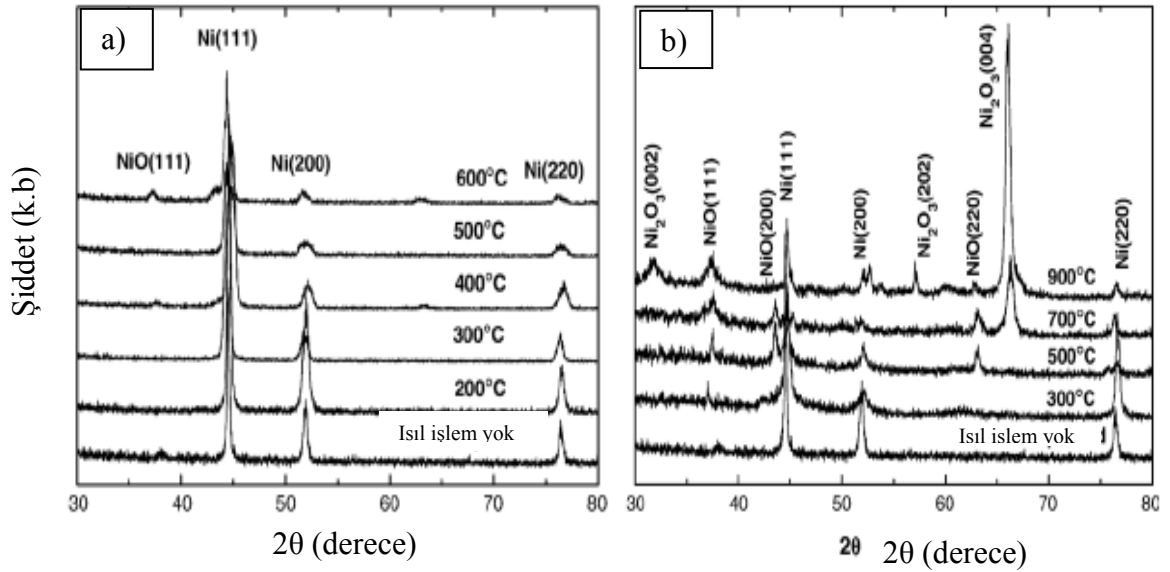 a)
Ni(111)
NiO(111)
Ni(200)
Ni(220)
600°C
500°C
400°C
300°C
200°C
Isıl işlem yok
30 40 50 60 70 80
2θ (derece)
Şiddet (k.b)
b)
Ni₂O₃(002)
NiO(111)
NiO(200)
Ni(111)
Ni(200)
Ni₂O₃(202)
NiO(220)
Ni₂O₃(004)
Ni(220)
900°C
700°C
500°C
300°C
Isıl islem yok
30 40 50 60 70 80
2θ 2θ (derece)